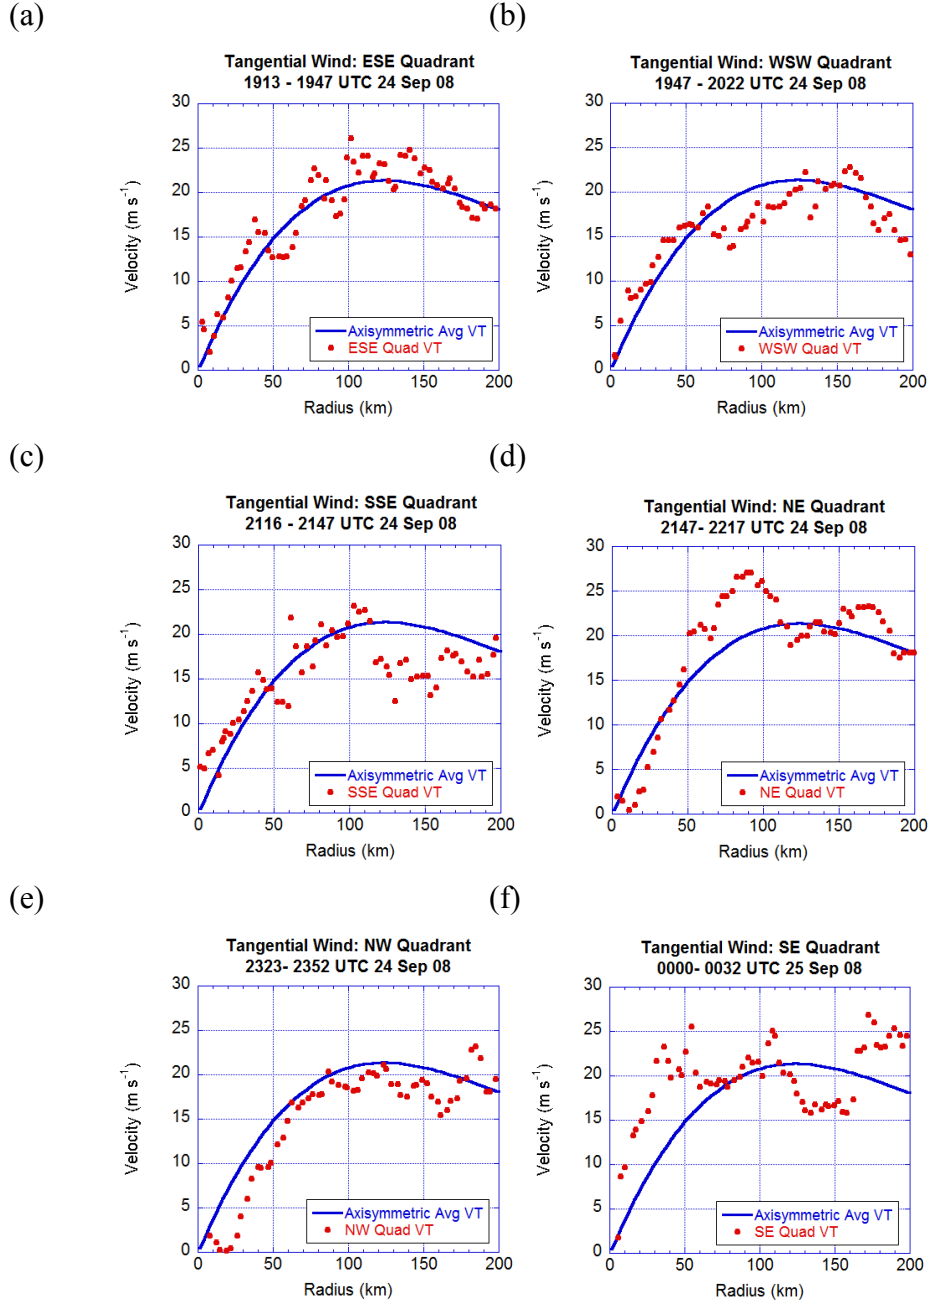 (a)
(b)
Tangential Wind: ESE Quadrant
1913 - 1947 UTC 24 Sep 08
Velocity (m s⁻¹)
30
25
20
15
10
5
0
Axisymmetric Avg VT
ESE Quad VT
0 50 100 150 200
Radius (km)
Tangential Wind: WSW Quadrant
1947 - 2022 UTC 24 Sep 08
Velocity (m s⁻¹)
30
25
20
15
10
5
0
Axisymmetric Avg VT
WSW Quad VT
0 50 100 150 200
Radius (km)
(c)
(d)
Tangential Wind: SSE Quadrant
2116 - 2147 UTC 24 Sep 08
Velocity (m s⁻¹)
30
25
20
15
10
5
0
Axisymmetric Avg VT
SSE Quad VT
0 50 100 150 200
Radius (km)
Tangential Wind: NE Quadrant
2147- 2217 UTC 24 Sep 08
Velocity (m s⁻¹)
30
25
20
15
10
5
0
Axisymmetric Avg VT
NE Quad VT
0 50 100 150 200
Radius (km)
(e)
(f)
Tangential Wind: NW Quadrant
2323- 2352 UTC 24 Sep 08
Velocity (m s⁻¹)
30
25
20
15
10
5
0
Axisymmetric Avg VT
NW Quad VT
0 50 100 150 200
Radius (km)
Tangential Wind: SE Quadrant
0000- 0032 UTC 25 Sep 08
Velocity (m s⁻¹)
30
25
20
15
10
5
0
Axisymmetric Avg VT
SE Quad VT
0 50 100 150 200
Radius (km)